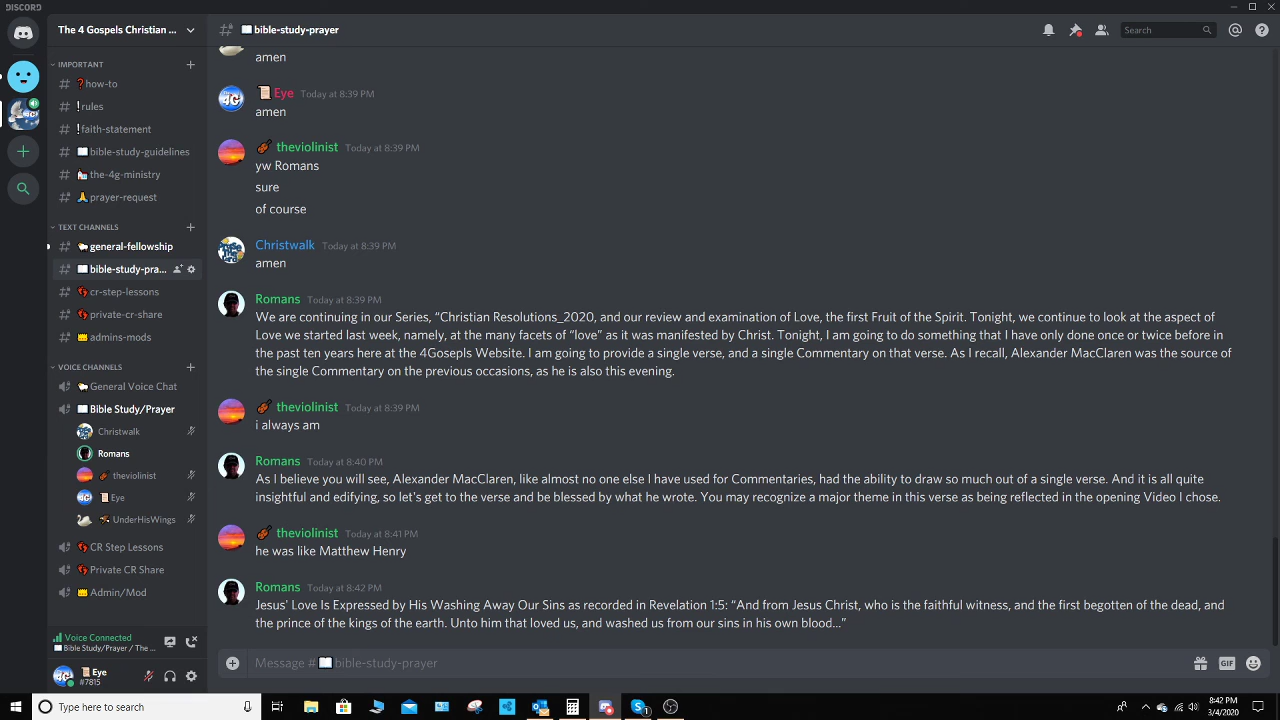 DISCORD
The 4 Gospels Christian ...
IMPORTANT
how-to
rules
faith-statement
bible-study-guidelines
the-4g-ministry
prayer-request
TEXT CHANNELS
general-fellowship
bible-study-pra...
cr-step-lessons
private-cr-share
admins-mods
VOICE CHANNELS
General Voice Chat
Bible Study/Prayer
Christwalk
Romans
theviolinist
Eye
UnderHisWings
CR Step Lessons
Private CR Share
Admin/Mod
Voice Connected
Bible Study/Prayer / The ...
Eye
#7815
bible-study-prayer
Search
amen
Eye Today at 8:39 PM
amen
theviolinist Today at 8:39 PM
yw Romans
sure
of course
Christwalk Today at 8:39 PM
amen
Romans Today at 8:39 PM
We are continuing in our Series, “Christian Resolutions_2020, and our review and examination of Love, the first Fruit of the Spirit. Tonight, we continue to look at the aspect of
Love we started last week, namely, at the many facets of “love” as it was manifested by Christ. Tonight, I am going to do something that I have only done once or twice before in
the past ten years here at the 4Gosepls Website. I am going to provide a single verse, and a single Commentary on that verse. As I recall, Alexander MacClaren was the source of
the single Commentary on the previous occasions, as he is also this evening.
theviolinist Today at 8:39 PM
i always am
Romans Today at 8:40 PM
As I believe you will see, Alexander MacClaren, like almost no one else I have used for Commentaries, had the ability to draw so much out of a single verse. And it is all quite
insightful and edifying, so let's get to the verse and be blessed by what he wrote. You may recognize a major theme in this verse as being reflected in the opening Video I chose.
theviolinist Today at 8:41 PM
he was like Matthew Henry
Romans Today at 8:42 PM
Jesus’ Love Is Expressed by His Washing Away Our Sins as recorded in Revelation 1:5: “And from Jesus Christ, who is the faithful witness, and the first begotten of the dead, and
the prince of the kings of the earth. Unto him that loved us, and washed us from our sins in his own blood...”
Message # bible-study-prayer
GIF
Type here to search
8:42 PM
3/4/2020